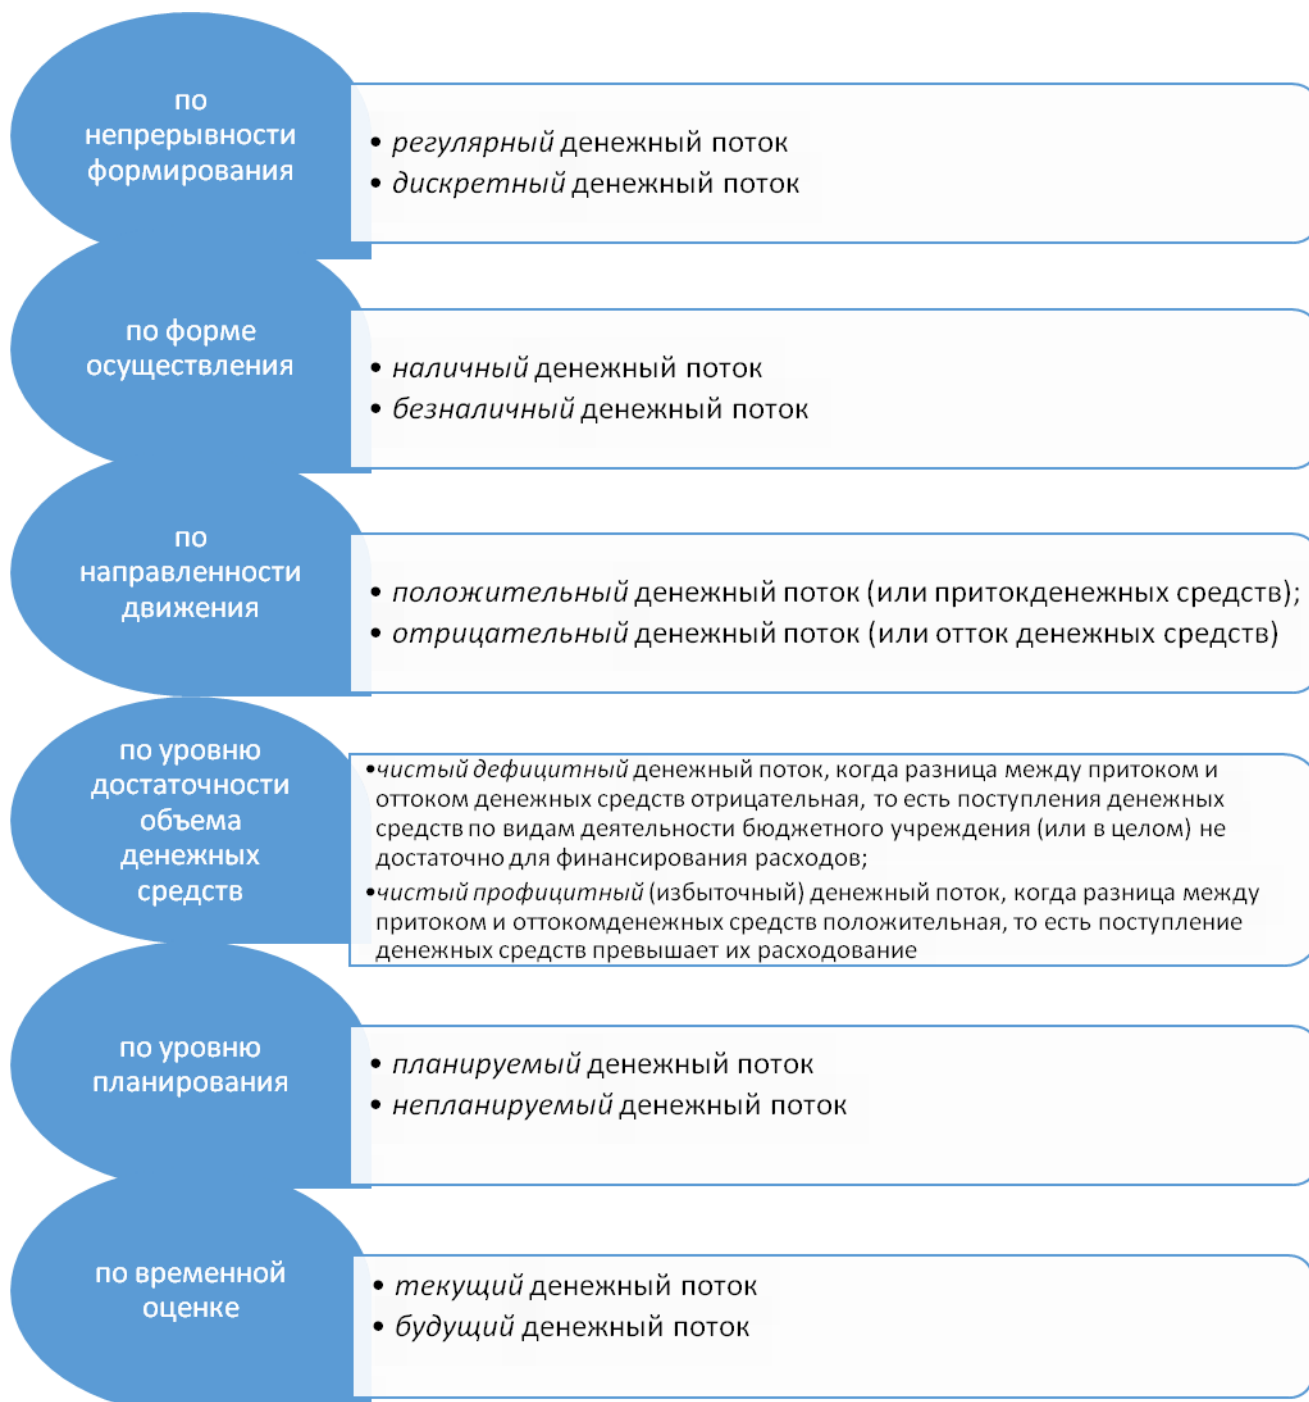 по
непрерывности
формирования
• регулярный денежный поток
• дискретный денежный поток
по форме
осуществления
• наличный денежный поток
• безналичный денежный поток
по
направленности
движения
• положительный денежный поток (или притокденежных средств);
• отрицательный денежный поток (или отток денежных средств)
по уровню
достаточности
объема
денежных
средств
•чистый дефицитный денежный поток, когда разница между притоком и
оттоком денежных средств отрицательная, то есть поступления денежных
средств по видам деятельности бюджетного учреждения (или в целом) не
достаточно для финансирования расходов;
•чистый профицитный (избыточный) денежный поток, когда разница между
притоком и оттокомденежных средств положительная, то есть поступление
денежных средств превышает их расходование
по уровню
планирования
• планируемый денежный поток
• непланируемый денежный поток
по временной
оценке
• текущий денежный поток
• будущий денежный поток